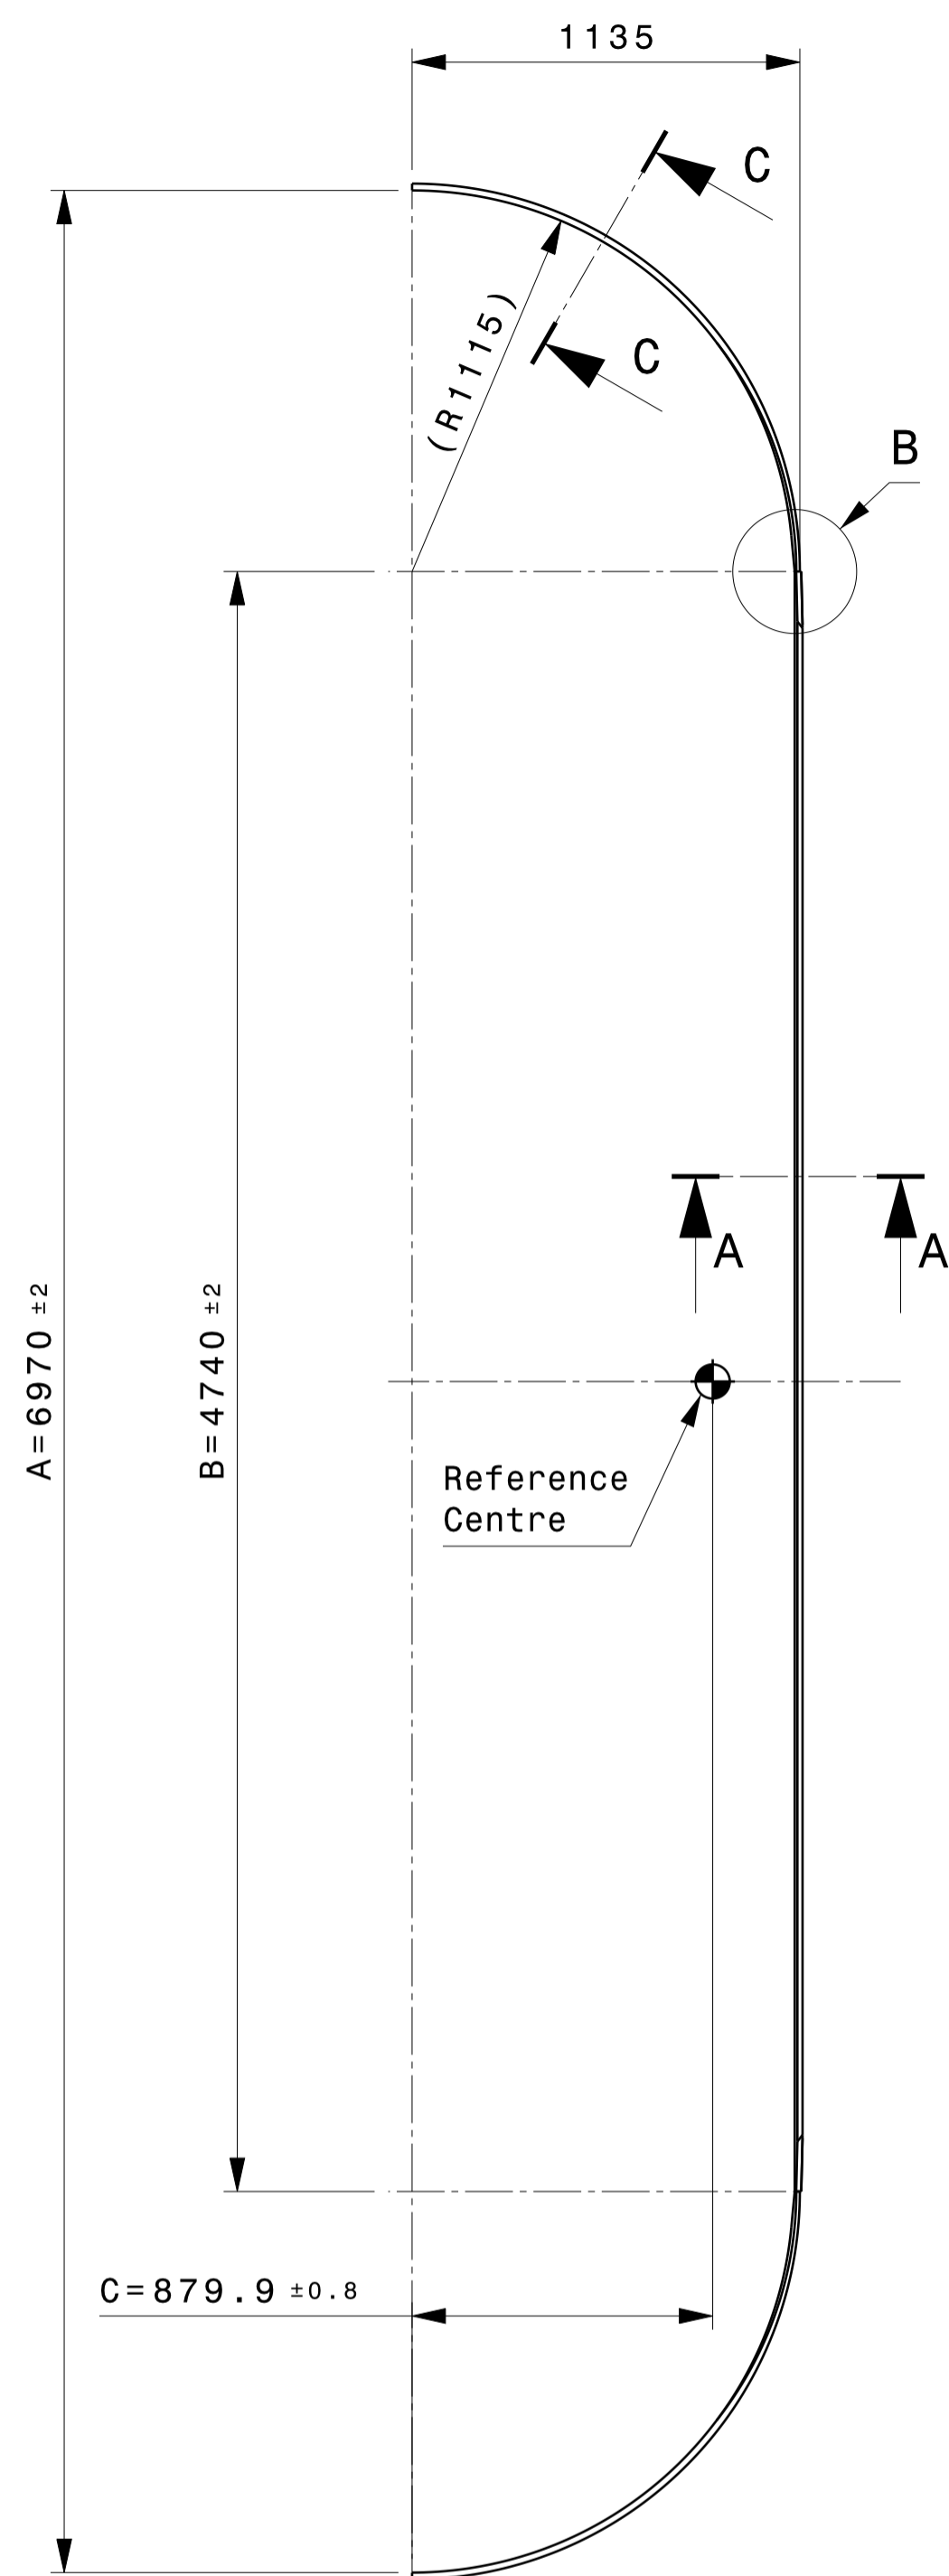 1135
C
C
(R1115)
B
A
A
A=6970 ±2
B=4740 ±2
Reference
Centre
C=879.9 ±0.8